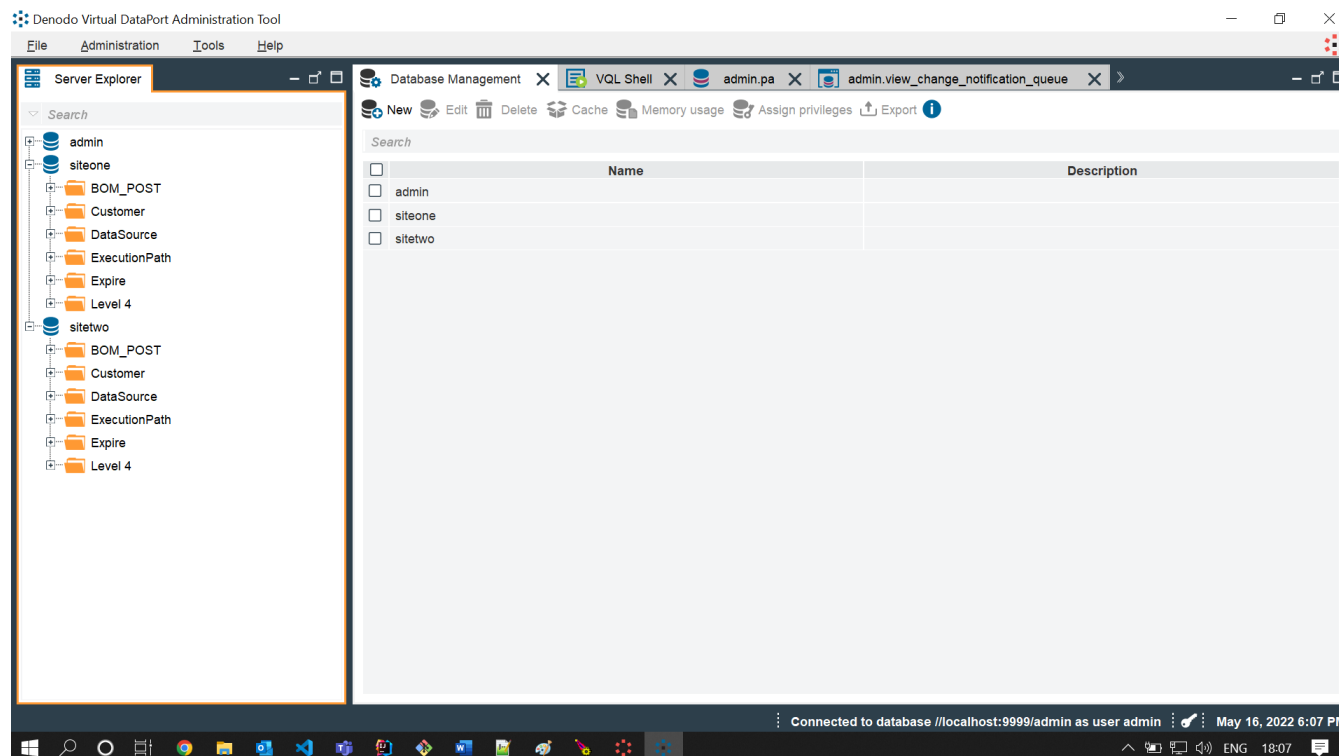 Denodo Virtual DataPort Administration Tool
File Administration Tools Help
Server Explorer
Search
admin
siteone
BOM_POST
Customer
DataSource
ExecutionPath
Expire
Level 4
sitetwo
BOM_POST
Customer
DataSource
ExecutionPath
Expire
Level 4
Database Management VQL Shell admin.pa admin.view_change_notification_queue
New Edit Delete Cache Memory usage Assign privileges Export
Search
Name Description
admin
siteone
sitetwo
Connected to database //localhost:9999/admin as user admin May 16, 2022 6:07 PM
ENG 18:07